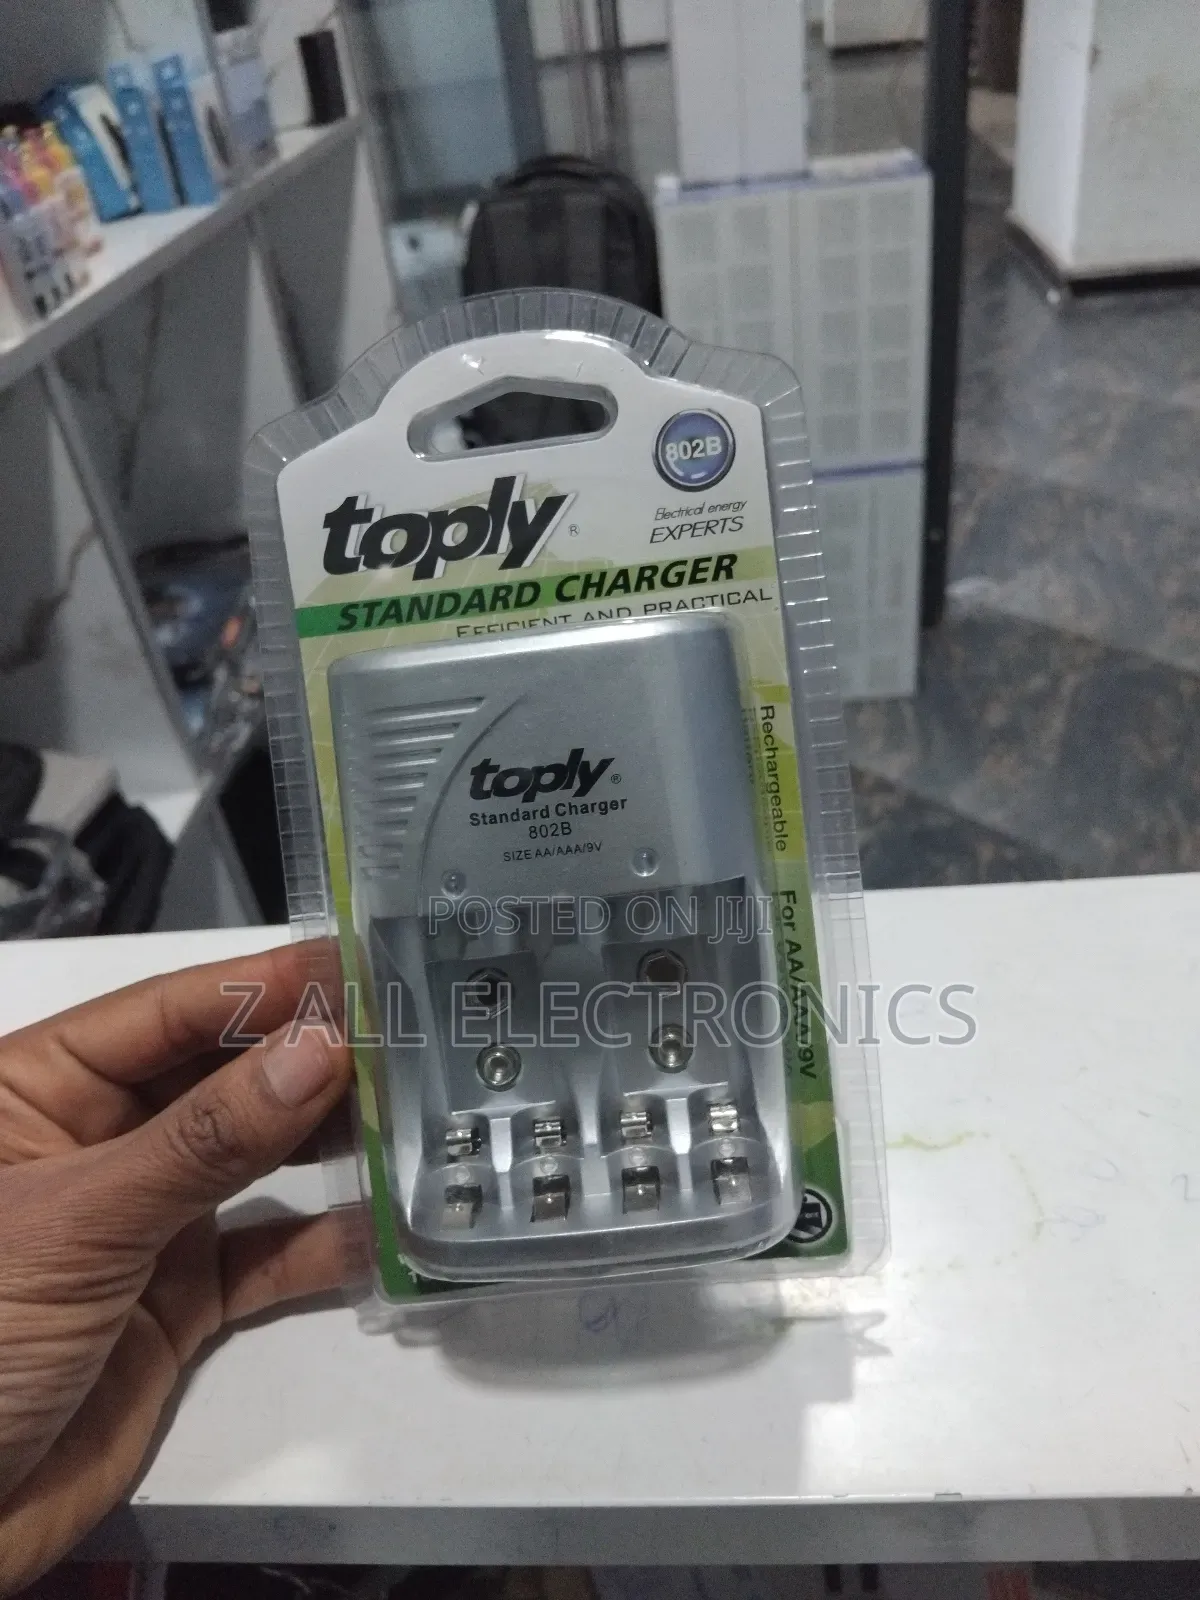 802B
toply®
Electrical energy
EXPERTS
STANDARD CHARGER
EFFICIENT AND PRACTICAL
toply®
Standard Charger
802B
SIZE AA/AAA/9V
Rechargeable
For AA/AAA/9V
POSTED ON JIJI
Z ALL ELECTRONICS